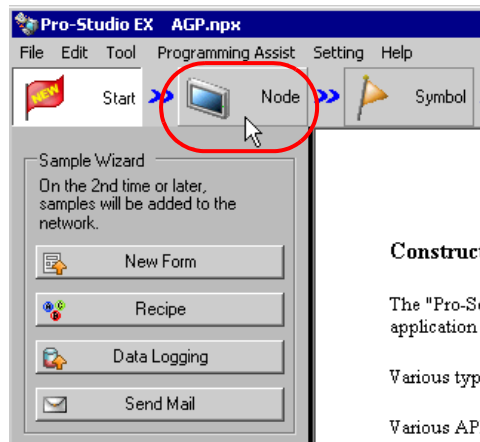 Pro-Studio EX AGP.npx
File Edit Tool Programming Assist Setting Help
NEW Start Node Symbol
Sample Wizard
On the 2nd time or later,
samples will be added to the
network.
New Form
Recipe
Data Logging
Send Mail
Construc
The "Pro-Se
application
Various typ
Various AP